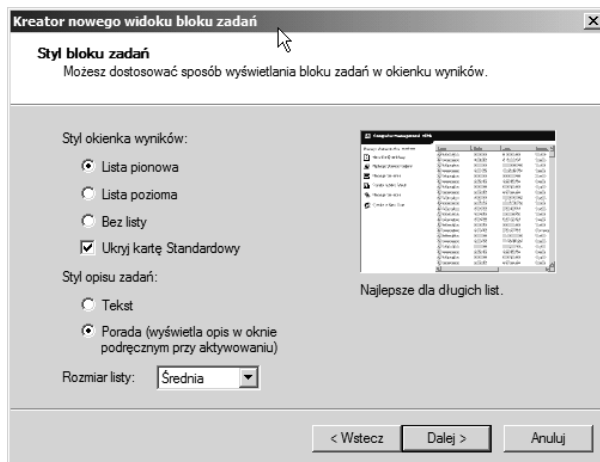 Kreator nowego widoku bloku zadań
Styl bloku zadań
Możesz dostosować sposób wyświetlania bloku zadań w okienku wyników.
Styl okienka wyników:
Lista pionowa
Lista pozioma
Bez listy
Ukryj kartę Standardowy
Styl opisu zadań:
Tekst
Porada (wyświetla opis w oknie
podręcznym przy aktywowaniu)
Rozmiar listy:
Średnia
Najlepsze dla długich list.
< Wstecz
Dalej >
Anuluj